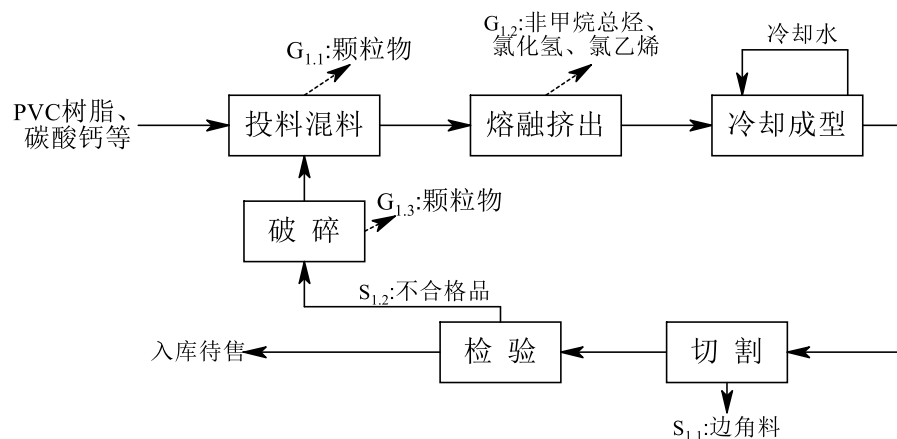 G1.2:非甲烷总烃、
氯化氢、氯乙烯
冷却水
G1.1:颗粒物
PVC树脂、
碳酸钙等
投料混料
熔融挤出
冷却成型
G1.3:颗粒物
破 碎
S1.2:不合格品
入库待售
检 验
切 割
S1.1:边角料